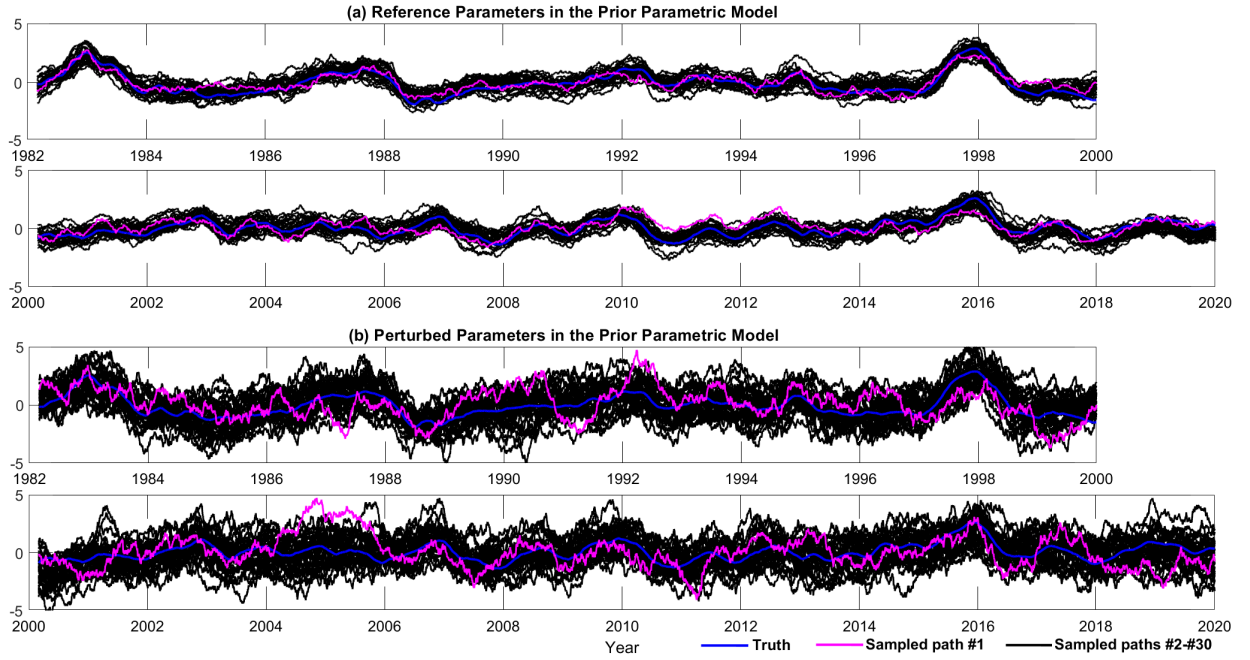 (a) Reference Parameters in the Prior Parametric Model
5
0
-5
1982 1984 1986 1988 1990 1992 1994 1996 1998 2000
5
0
-5
2000 2002 2004 2006 2008 2010 2012 2014 2016 2018 2020
(b) Perturbed Parameters in the Prior Parametric Model
5
0
-5
1982 1984 1986 1988 1990 1992 1994 1996 1998 2000
5
0
-5
2000 2002 2004 2006 2008 2010 2012 2014 2016 2018 2020
Year Truth Sampled path #1 Sampled paths #2-#30